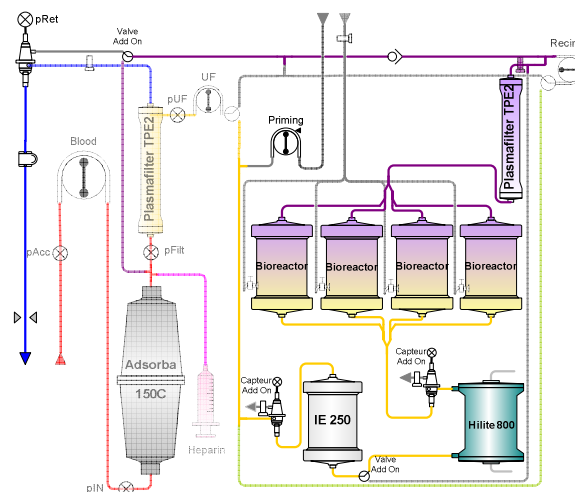 pRet
Valve
Add On
Recir
pUF
UF
Priming
Blood
Plasmafilter TPE2
Plasmafilter TPE2
pAcc
pFilt
Bioreactor
Bioreactor
Bioreactor
Bioreactor
Adsorba
150C
Capteur
Add On
Capteur
Add On
IE 250
Hilite 800
Heparin
Valve
Add On
pIN